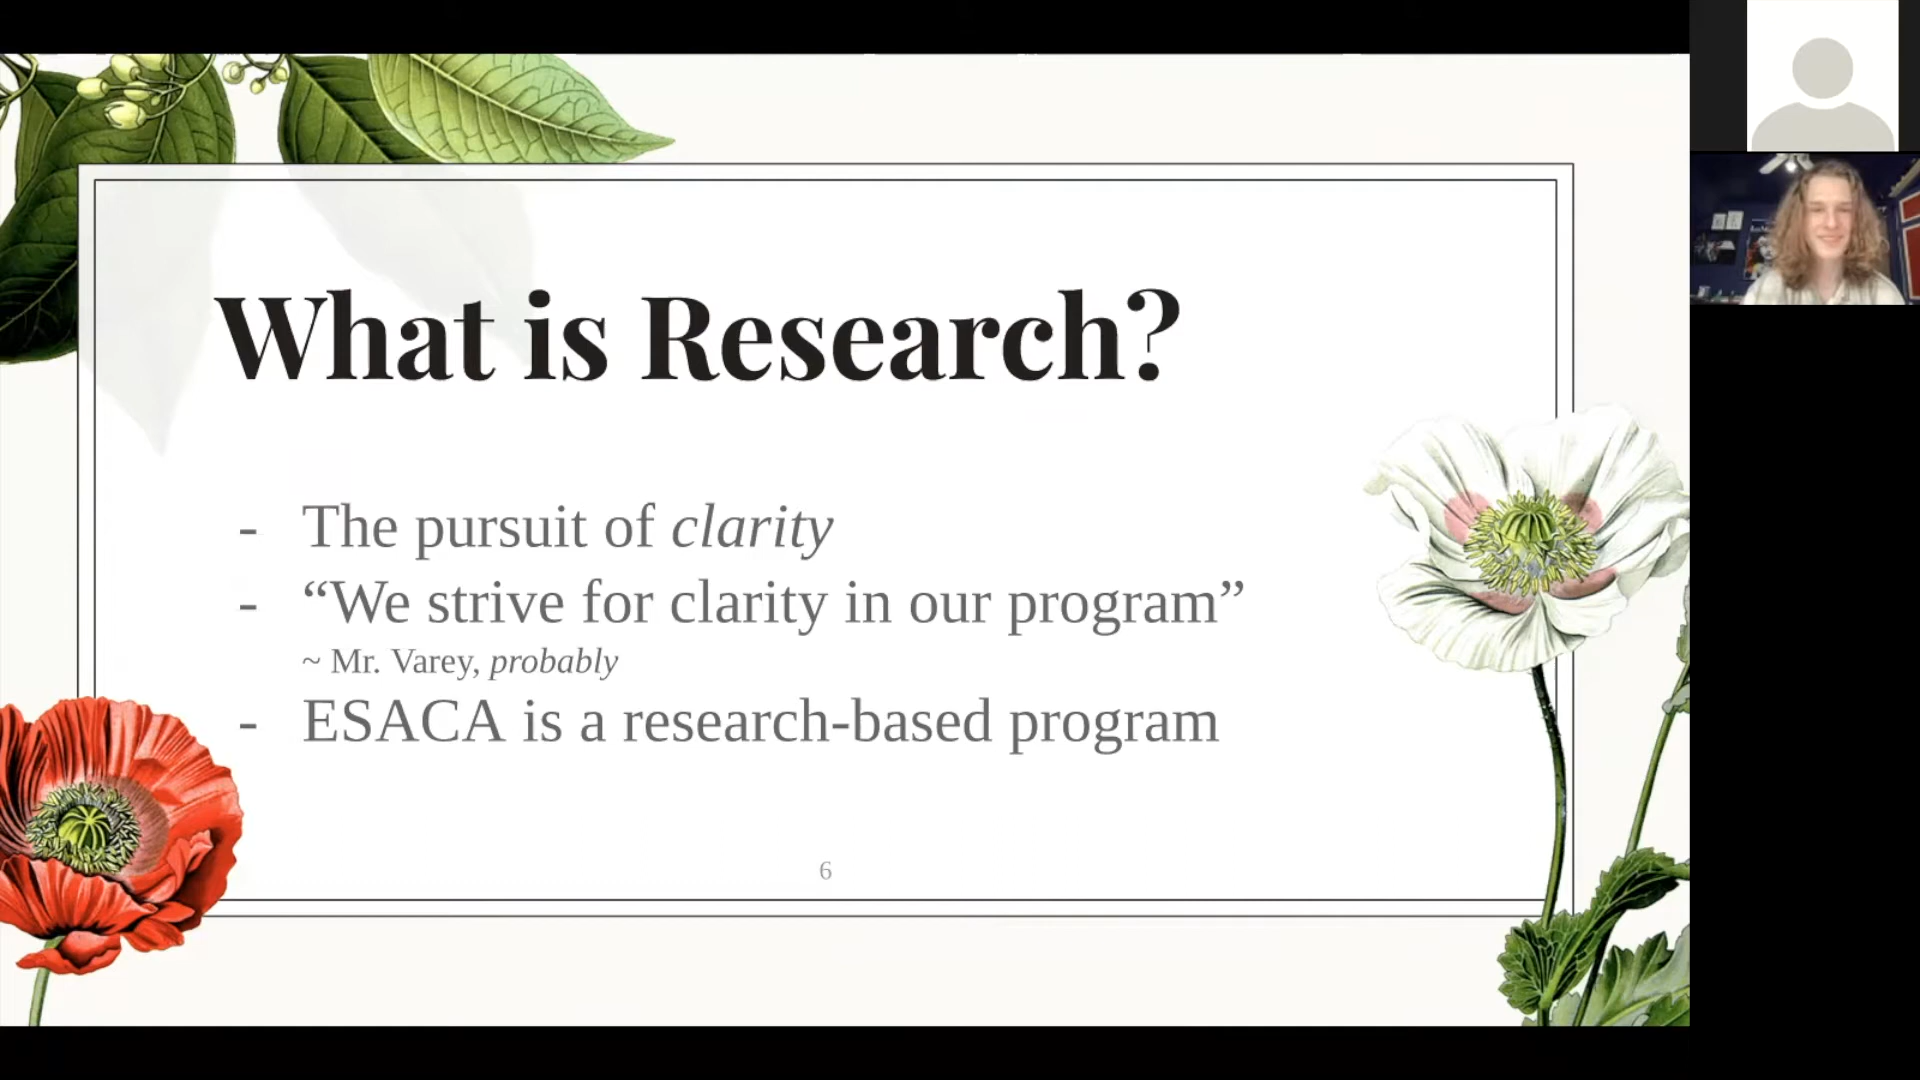 What is Research?
- The pursuit of clarity
- “We strive for clarity in our program”
~ Mr. Varey, probably
- ESACA is a research-based program
6